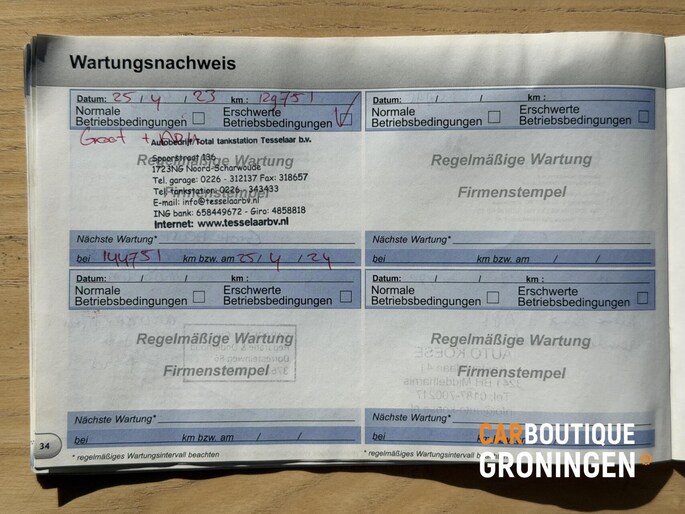 Wartungsnachweis
Datum: 25 / 4 / 23 km : 129751
Normale Betriebsbedingungen
Erschwerte Betriebsbedingungen
Groot + APK
Autobedrijf/Total tankstation Tesselaar b.v.
Spoorstraat 136
1723NG Noord-Scharwoude
Tel. garage: 0226 - 312137 Fax: 318657
Tel. tankstation: 0226 - 343433
E-mail: info@tesselaarbv.nl
ING bank: 658449672 - Giro: 4858818
Internet: www.tesselaarbv.nl
Regelmäßige Wartung
Firmenstempel
Nächste Wartung*
bei 144751 km bzw. am 25 / 4 / 24
Datum: / / km :
Normale Betriebsbedingungen
Erschwerte Betriebsbedingungen
Regelmäßige Wartung
Firmenstempel
Nächste Wartung*
bei km bzw. am / /
Datum: / / km :
Normale Betriebsbedingungen
Erschwerte Betriebsbedingungen
Regelmäßige Wartung
Firmenstempel
Nächste Wartung*
bei km bzw. am / /
Datum: / / km :
Normale Betriebsbedingungen
Erschwerte Betriebsbedingungen
Regelmäßige Wartung
Firmenstempel
AUTO KOESE
Nächste Wartung*
bei km bzw. am / /
34
* regelmäßiges Wartungsintervall beachten
* regelmäßiges Wartungsintervall beachten
CARBOUTIQUE
GRONINGEN